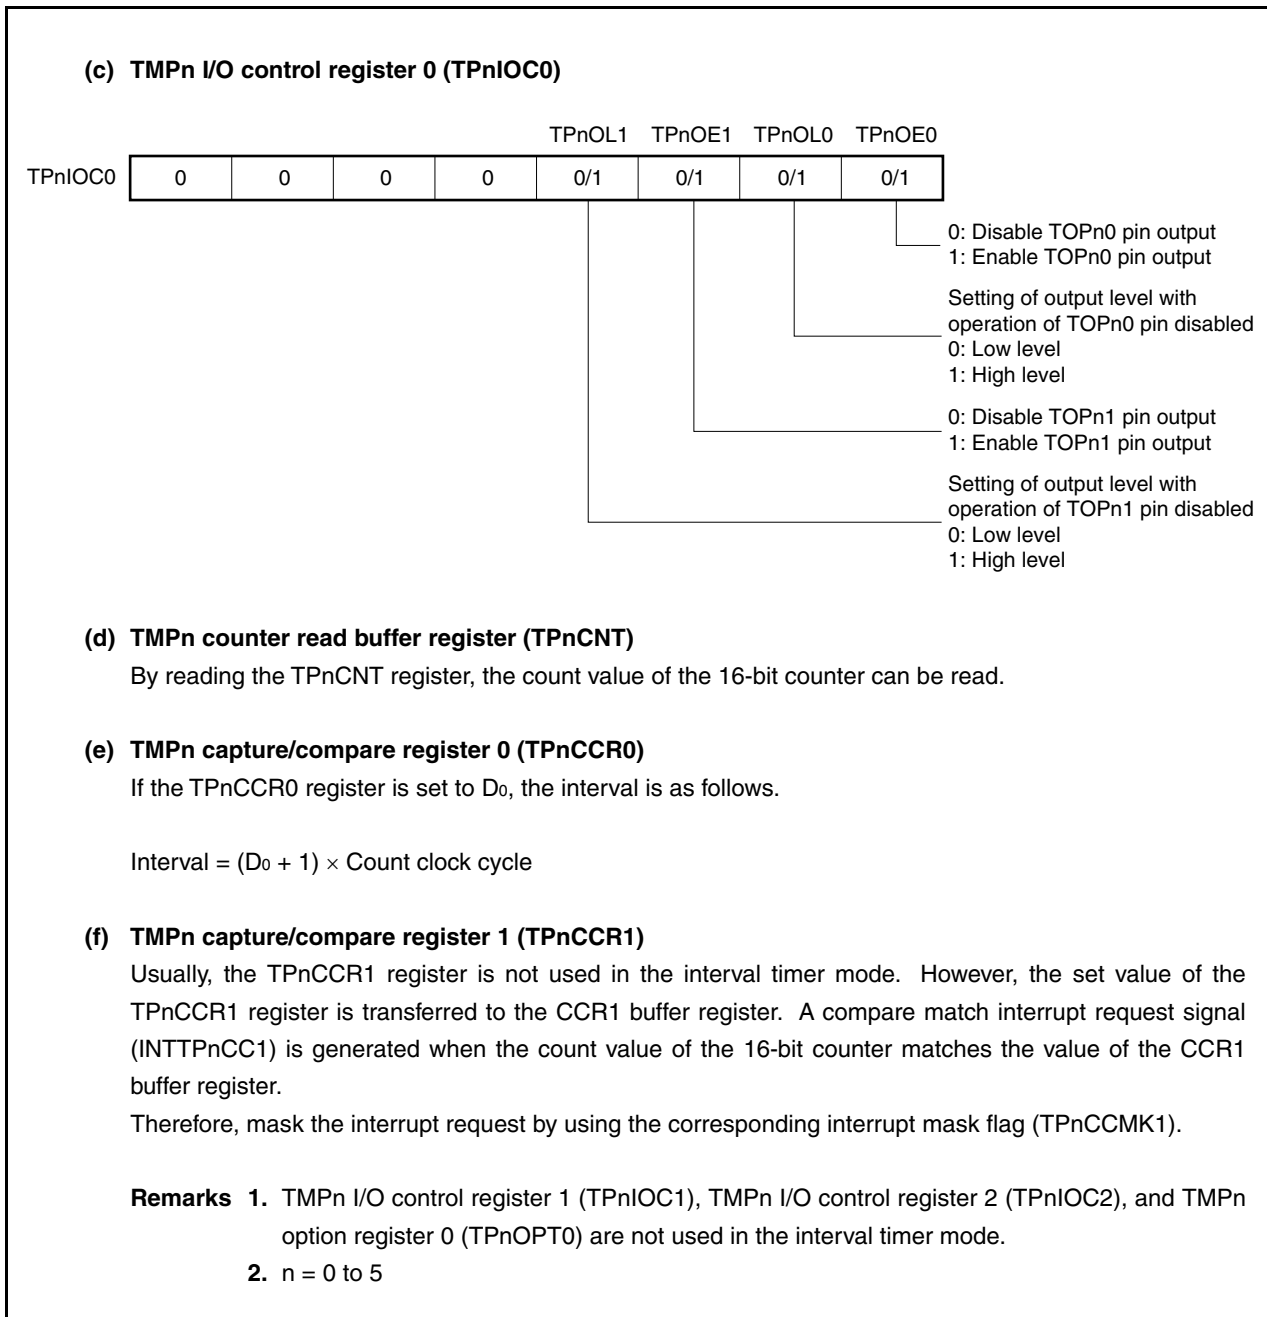 (c) TMPn I/O control register 0 (TPnIOC0)
TPnOL1 TPnOE1 TPnOL0 TPnOE0
TPnIOC0 0 0 0 0 0/1 0/1 0/1 0/1
0: Disable TOPn0 pin output
1: Enable TOPn0 pin output
Setting of output level with
operation of TOPn0 pin disabled
0: Low level
1: High level
0: Disable TOPn1 pin output
1: Enable TOPn1 pin output
Setting of output level with
operation of TOPn1 pin disabled
0: Low level
1: High level
(d) TMPn counter read buffer register (TPnCNT)
By reading the TPnCNT register, the count value of the 16-bit counter can be read.
(e) TMPn capture/compare register 0 (TPnCCR0)
If the TPnCCR0 register is set to D0, the interval is as follows.
Interval = (D0 + 1) × Count clock cycle
(f) TMPn capture/compare register 1 (TPnCCR1)
Usually, the TPnCCR1 register is not used in the interval timer mode. However, the set value of the
TPnCCR1 register is transferred to the CCR1 buffer register. A compare match interrupt request signal
(INTTPnCC1) is generated when the count value of the 16-bit counter matches the value of the CCR1
buffer register.
Therefore, mask the interrupt request by using the corresponding interrupt mask flag (TPnCCMK1).
Remarks 1. TMPn I/O control register 1 (TPnIOC1), TMPn I/O control register 2 (TPnIOC2), and TMPn
option register 0 (TPnOPT0) are not used in the interval timer mode.
2. n = 0 to 5